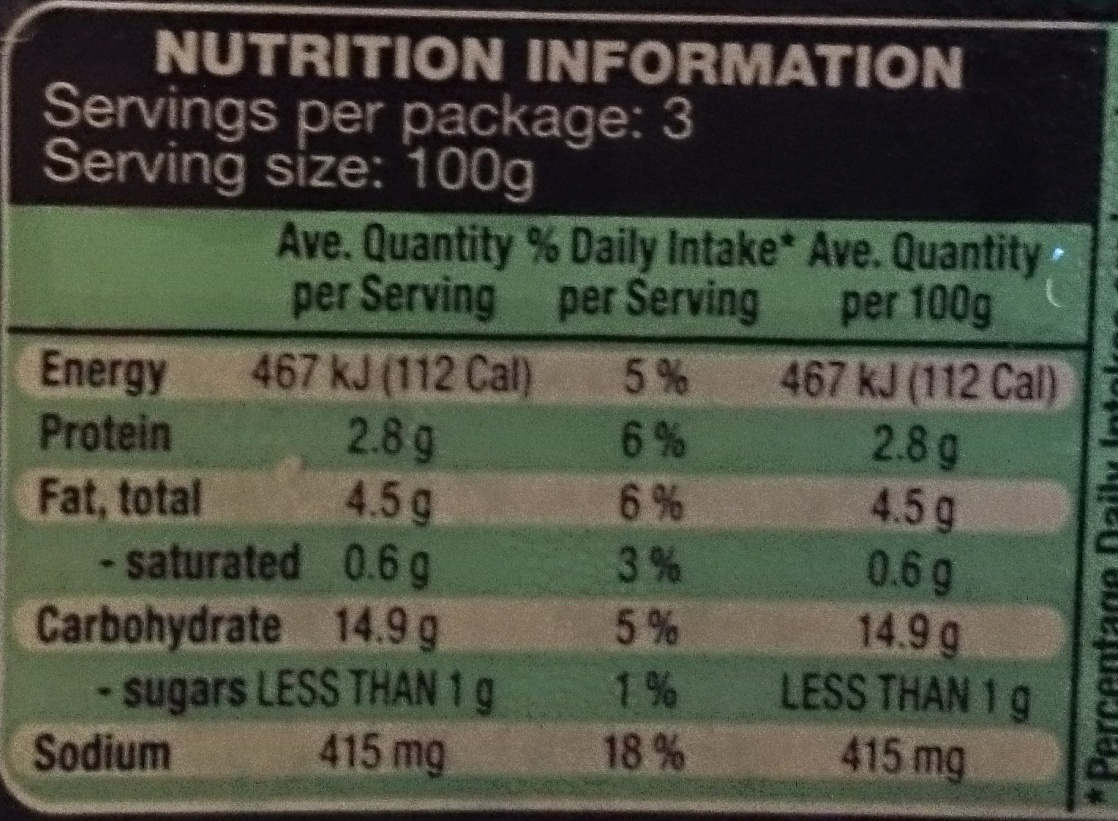 NUTRITION INFORMATION
Servings per package: 3
Serving size: 100g
Ave. Quantity % Daily Intake* Ave. Quantity
per Serving per Serving per 100g
Energy 467 kJ (112 Cal) 5 % 467 kJ (112 Cal)
Protein 2.8 g 6 % 2.8 g
Fat, total 4.5 g 6 % 4.5 g
- saturated 0.6 g 3 % 0.6 g
Carbohydrate 14.9 g 5 % 14.9 g
- sugars LESS THAN 1 g 1 % LESS THAN 1 g
Sodium 415 mg 18 % 415 mg
*Percentage Daily